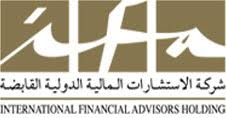 ifa
شركة الاستشارات المالية الدولية القابضة
INTERNATIONAL FINANCIAL ADVISORS HOLDING